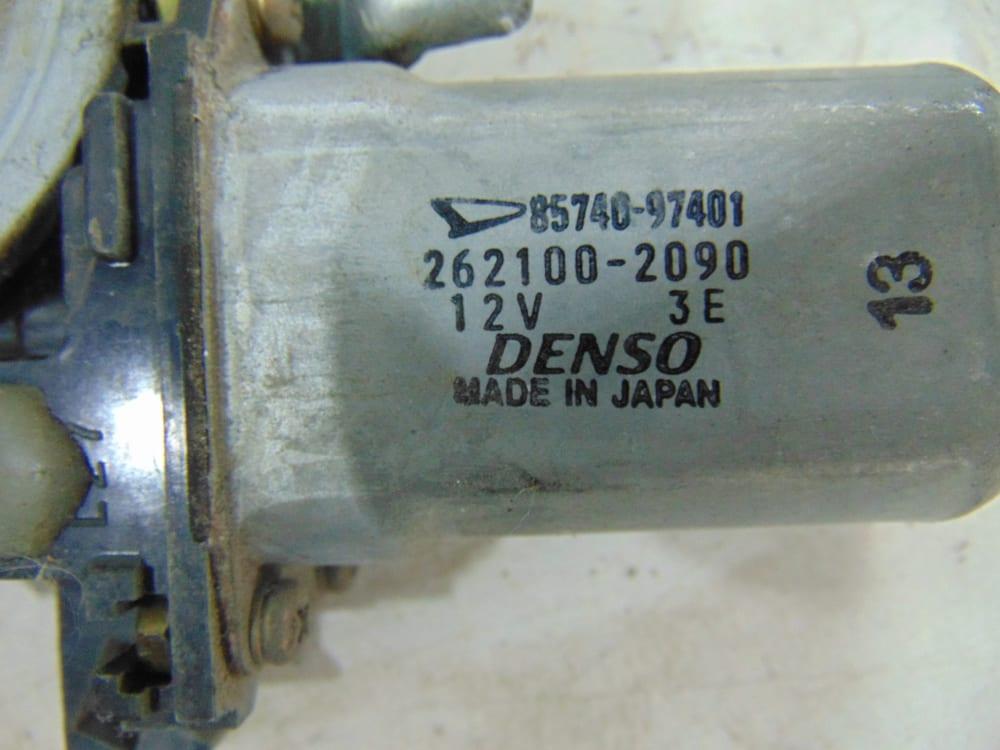 85740-97401
262100-2090
12V 3E
DENSO
MADE IN JAPAN
13